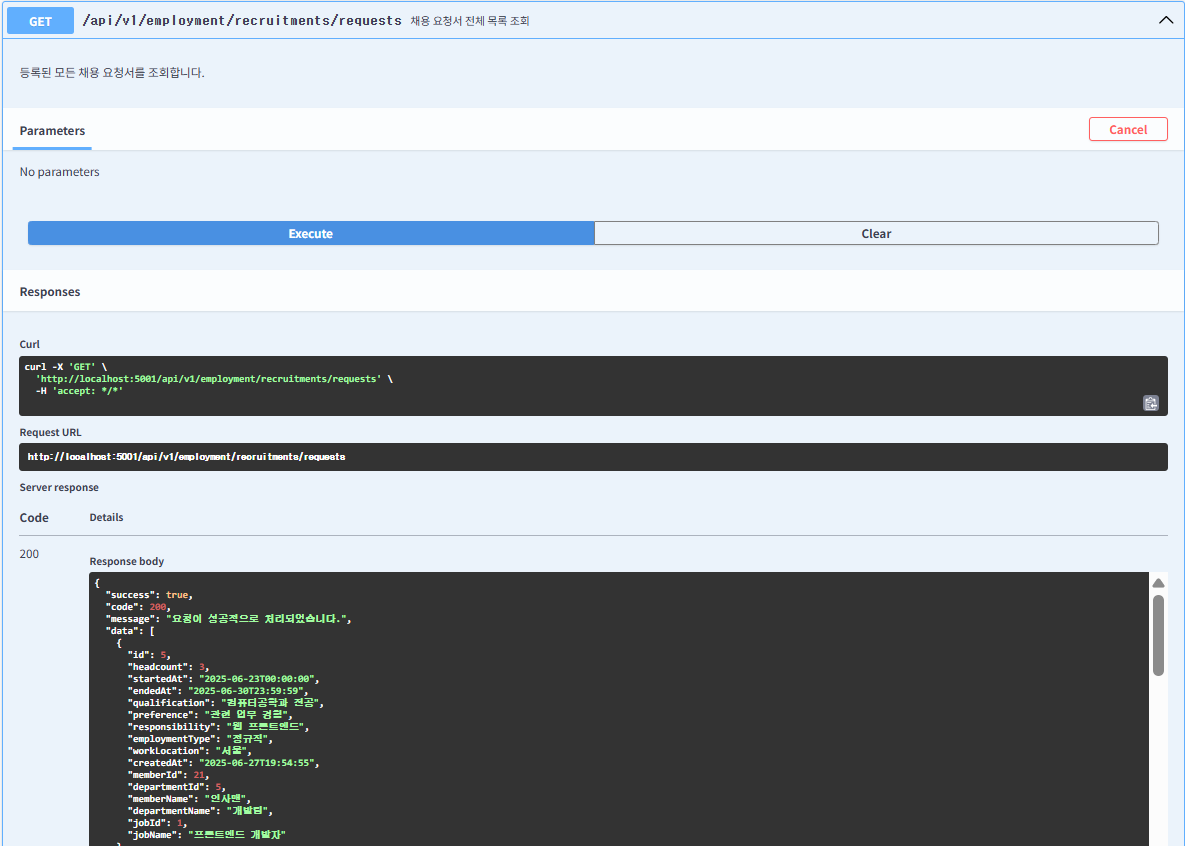 GET /api/v1/employment/recruitments/requests 채용 요청서 전체 목록 조회
등록된 모든 채용 요청서를 조회합니다.
Parameters
Cancel
No parameters
Execute
Clear
Responses
Curl
curl -X 'GET' \
'http://localhost:5001/api/v1/employment/recruitments/requests' \
-H 'accept: */*'
Request URL
http://localhost:5001/api/v1/employment/recruitments/requests
Server response
Code Details
200
Response body
{
"success": true,
"code": 200,
"message": "요청이 성공적으로 처리되었습니다.",
"data": [
{
"id": 5,
"headcount": 3,
"startedAt": "2025-06-23T00:00:00",
"endedAt": "2025-06-30T23:59:59",
"qualification": "컴퓨터공학과 전공",
"preference": "관련 업무 경험",
"responsibility": "웹 프론트엔드",
"employmentType": "정규직",
"workLocation": "서울",
"createdAt": "2025-06-27T19:54:55",
"memberId": 21,
"departmentId": 5,
"memberName": "인사맨",
"departmentName": "개발팀",
"jobId": 1,
"jobName": "프론트엔드 개발자"